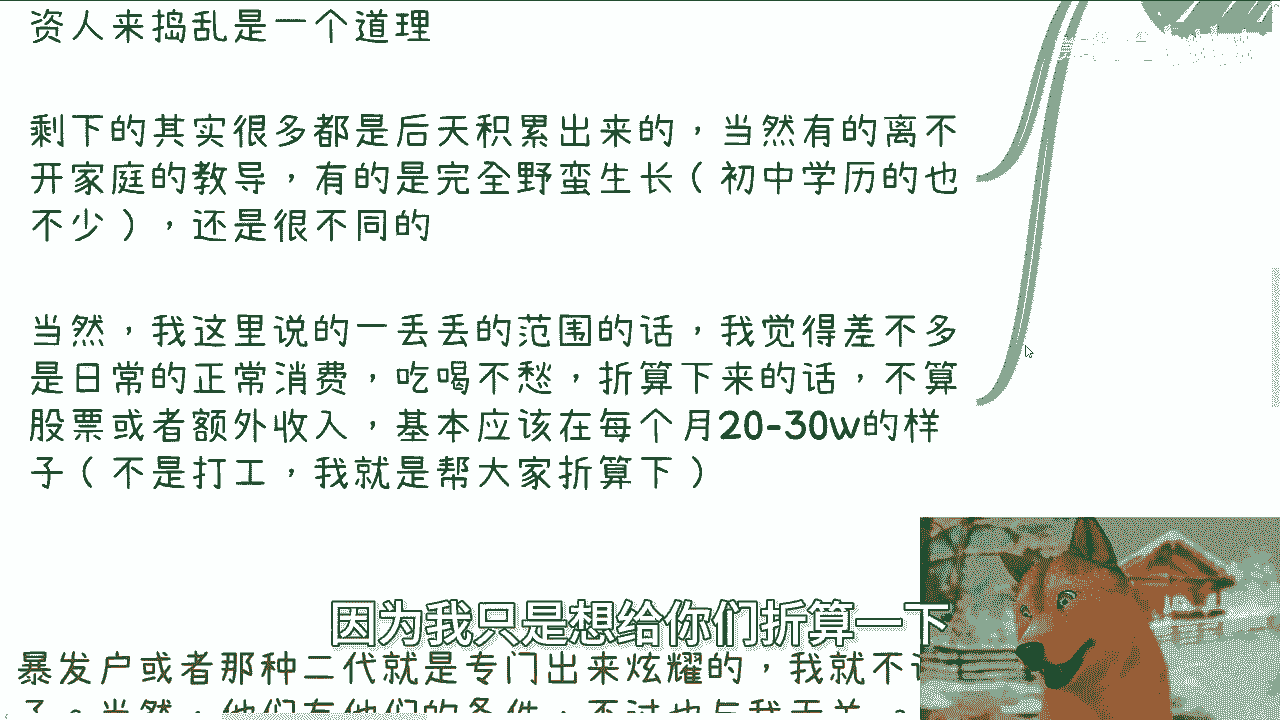 资人来捣乱是一个道理
剩下的其实很多都是后天积累出来的，当然有的离不
开家庭的教导，有的是完全野蛮生长（初中学历的也
不少），还是很不同的
当然，我这里说的一丢丢的范围的话，我觉得差不多
是日常的正常消费，吃喝不愁，折算下来的话，不算
股票或者额外收入，基本应该在每个月20-30w的样
子（不是打工，我就是帮大家折算下）
因为我只是想给你们折算一下
暴发户或者那种二代就是专门出来炫耀的，我就不
子。当然，他们有他们的条件，不过也与我无关。